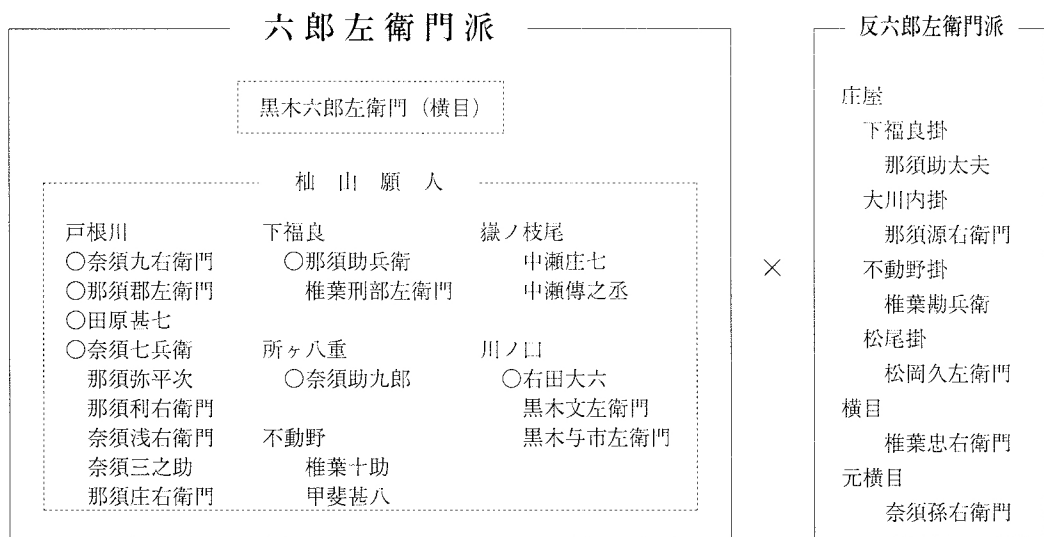 六郎左衛門派
黒木六郎左衛門（横目）
杣山願人
戸根川
○奈須九右衛門
○那須郡左衛門
○田原甚七
○奈須七兵衛
那須弥平次
那須利右衛門
奈須浅右衛門
奈須三之助
那須庄右衛門
下福良
○那須助兵衛
椎葉刑部左衛門
所ヶ八重
○奈須助九郎
不動野
椎葉十助
甲斐甚八
嶽ノ枝尾
中瀬庄七
中瀬傳之丞
川ノ口
○右田大六
黒木文左衛門
黒木与市左衛門
×
反六郎左衛門派
庄屋
下福良掛
那須助太夫
大川内掛
那須源右衛門
不動野掛
椎葉勘兵衛
松尾掛
松岡久左衛門
横目
椎葉忠右衛門
元横目
奈須孫右衛門